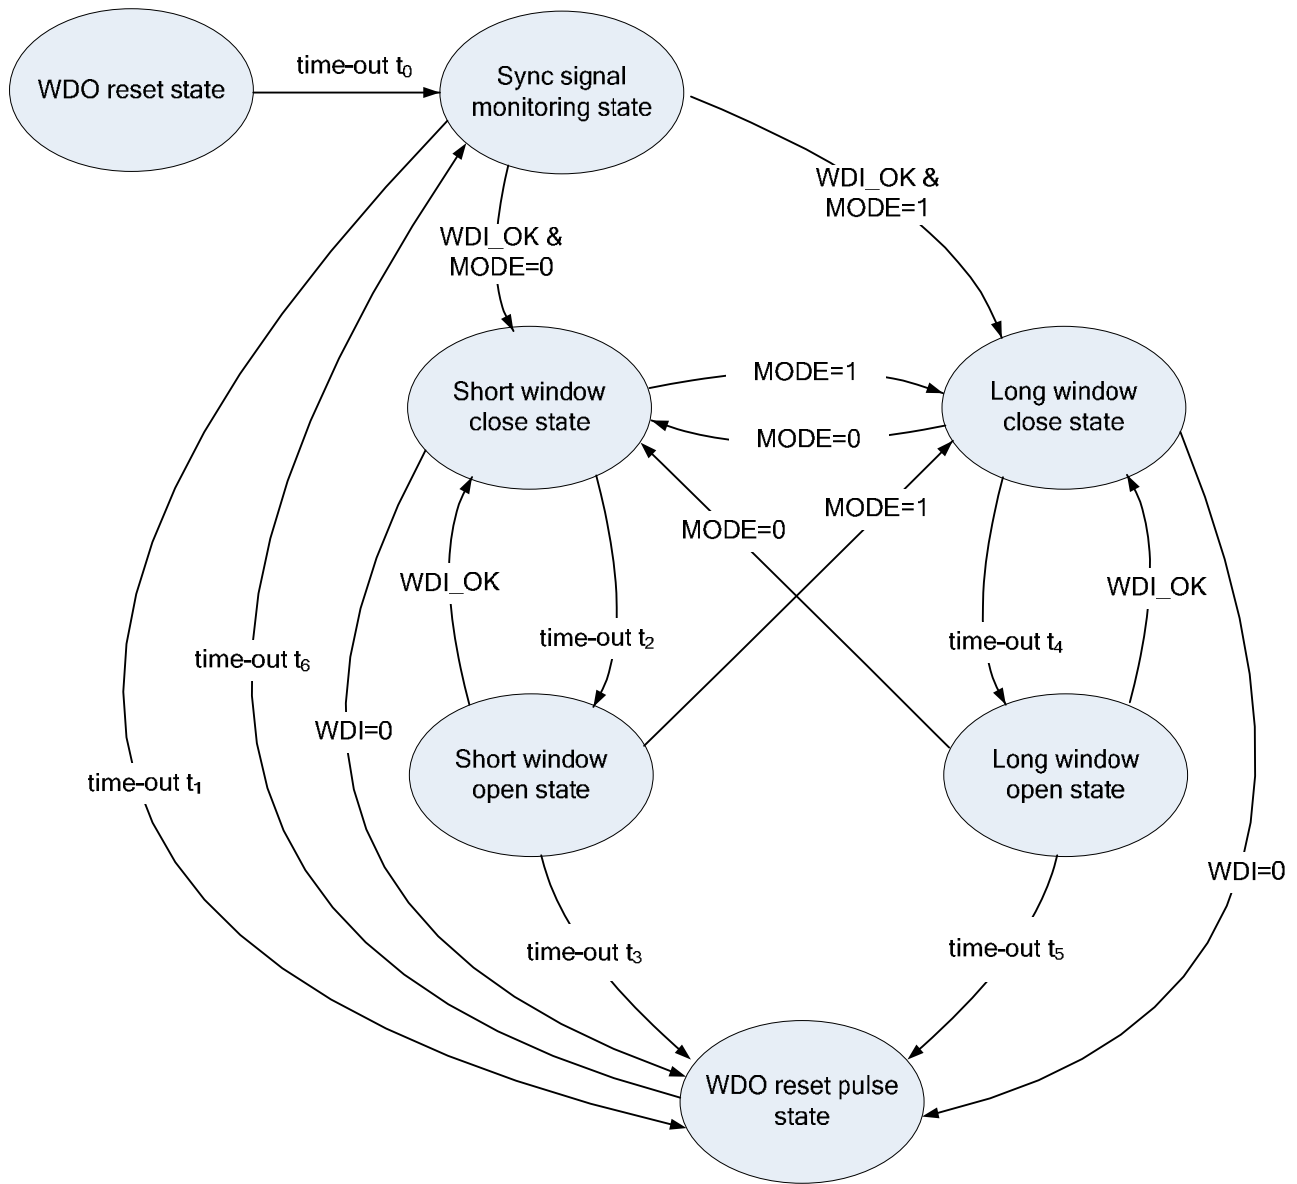 WDO reset state
time-out t0
Sync signal
monitoring state
WDI_OK &
MODE=1
WDI_OK &
MODE=0
Short window
close state
MODE=1
MODE=0
Long window
close state
MODE=0
MODE=1
WDI_OK
time-out t2
time-out t4
WDI_OK
time-out t6
WDI=0
time-out t1
Short window
open state
Long window
open state
WDI=0
time-out t3
time-out t5
WDO reset pulse
state